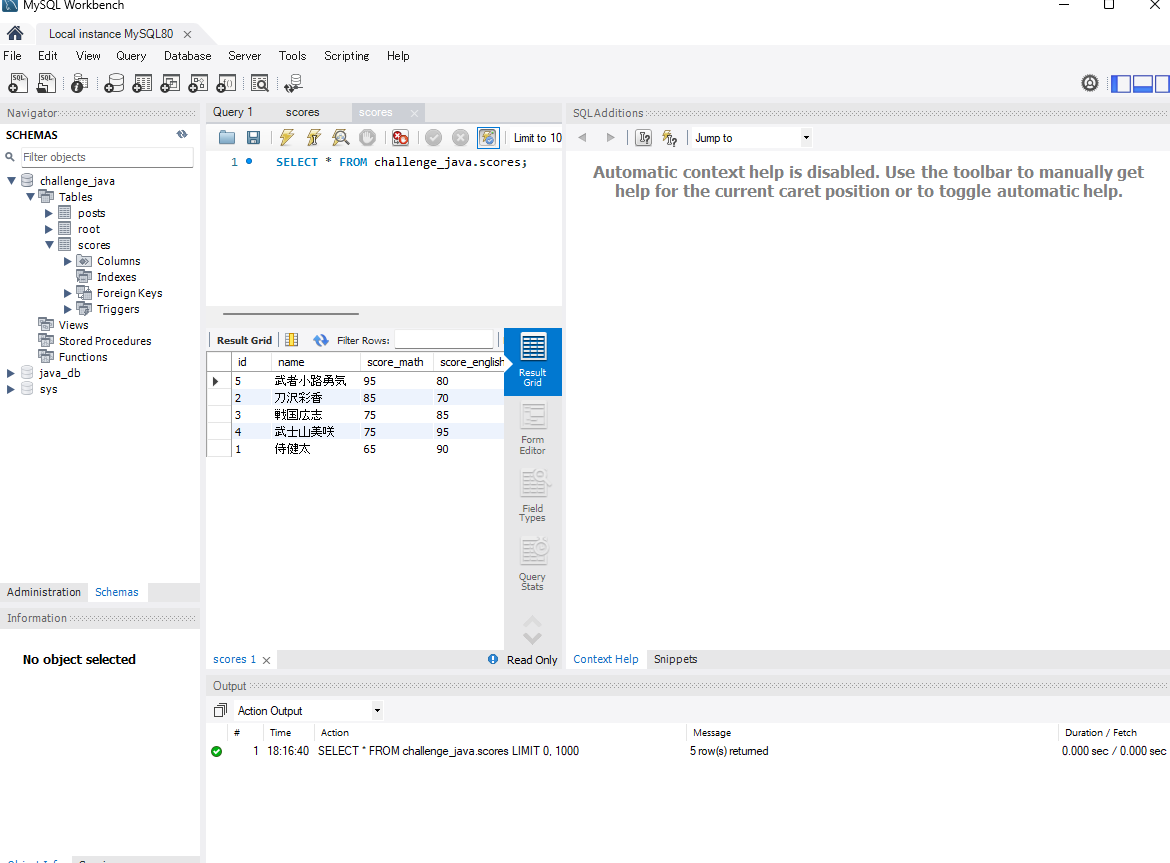 MySQL Workbench
Local instance MySQL80
File Edit View Query Database Server Tools Scripting Help
Navigator
SCHEMAS
Filter objects
challenge_java
Tables
posts
root
scores
Columns
Indexes
Foreign Keys
Triggers
Views
Stored Procedures
Functions
java_db
sys
Administration Schemas
Information
No object selected
Query 1 scores scores
Limit to 10
1 SELECT * FROM challenge_java.scores;
Result Grid Filter Rows:
id name score_math score_english
5 武者小路勇気 95 80
2 刀沢彩香 85 70
3 戦国広志 75 85
4 武士山美咲 75 95
1 侍健太 65 90
Result
Grid
Form
Editor
Field
Types
Query
Stats
scores 1 Read Only
SQLAdditions
Jump to
Automatic context help is disabled. Use the toolbar to manually get
help for the current caret position or to toggle automatic help.
Context Help Snippets
Output
Action Output
# Time Action Message Duration / Fetch
1 18:16:40 SELECT * FROM challenge_java.scores LIMIT 0, 1000 5 row(s) returned 0.000 sec / 0.000 sec